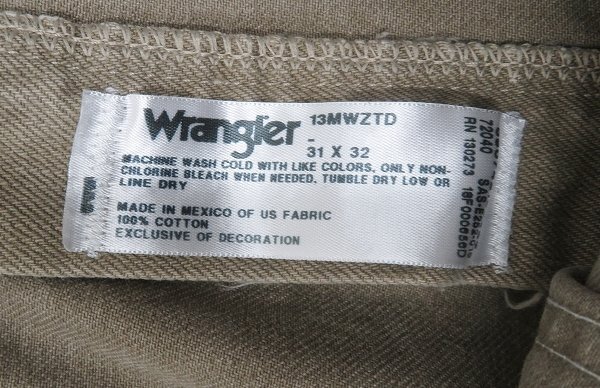 Wrangler
13MWZTD
-
31 X 32
MACHINE WASH COLD WITH LIKE COLORS, ONLY NON-
CHLORINE BLEACH WHEN NEEDED. TUMBLE DRY LOW OR
LINE DRY
MADE IN MEXICO OF US FABRIC
100% COTTON
EXCLUSIVE OF DECORATION
72040
RN 130273